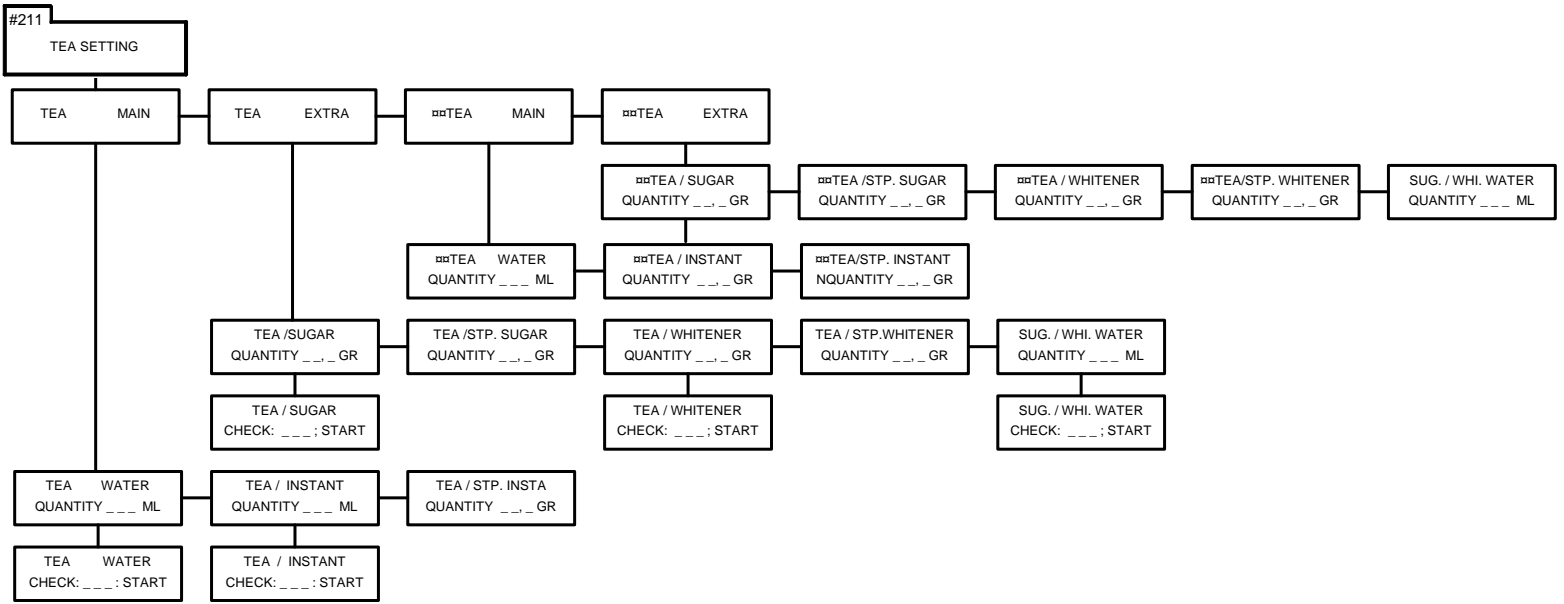 #211
TEA SETTING
TEA MAIN
TEA EXTRA
¤¤TEA MAIN
¤¤TEA EXTRA
¤¤TEA / SUGAR
QUANTITY _ _, _ GR
¤¤TEA /STP. SUGAR
QUANTITY _ _, _ GR
¤¤TEA / WHITENER
QUANTITY _ _, _ GR
¤¤TEA/STP. WHITENER
QUANTITY _ _, _ GR
SUG. / WHI. WATER
QUANTITY _ _ _ ML
¤¤TEA WATER
QUANTITY _ _ _ ML
¤¤TEA / INSTANT
QUANTITY _ _, _ GR
¤¤TEA/STP. INSTANT
NQUANTITY _ _, _ GR
TEA /SUGAR
QUANTITY _ _, _ GR
TEA /STP. SUGAR
QUANTITY _ _, _ GR
TEA / WHITENER
QUANTITY _ _, _ GR
TEA / STP.WHITENER
QUANTITY _ _, _ GR
SUG. / WHI. WATER
QUANTITY _ _ _ ML
TEA / SUGAR
CHECK: _ _ _ ; START
TEA / WHITENER
CHECK: _ _ _ ; START
SUG. / WHI. WATER
CHECK: _ _ _ ; START
TEA WATER
QUANTITY _ _ _ ML
TEA / INSTANT
QUANTITY _ _ _ ML
TEA / STP. INSTA
QUANTITY _ _, _ GR
TEA WATER
CHECK: _ _ _ : START
TEA / INSTANT
CHECK: _ _ _ : START